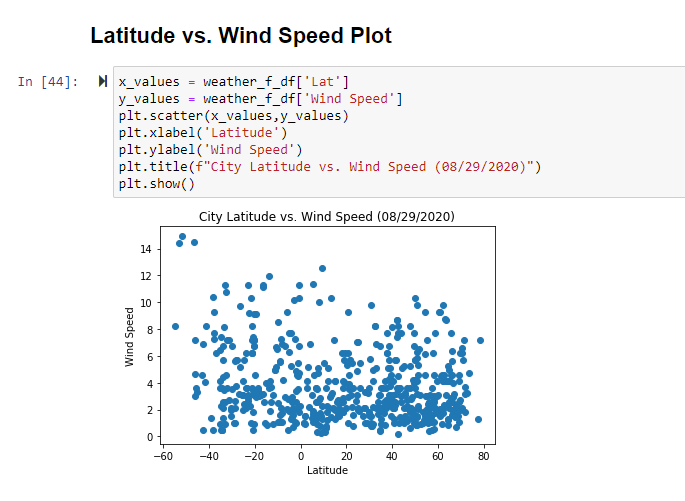 Latitude vs. Wind Speed Plot
In [44]:
x_values = weather_f_df['Lat']
y_values = weather_f_df['Wind Speed']
plt.scatter(x_values,y_values)
plt.xlabel('Latitude')
plt.ylabel('Wind Speed')
plt.title(f"City Latitude vs. Wind Speed (08/29/2020)")
plt.show()
City Latitude vs. Wind Speed (08/29/2020)
14
12
10
8
6
4
2
0
Wind Speed
−60 −40 −20 0 20 40 60 80
Latitude